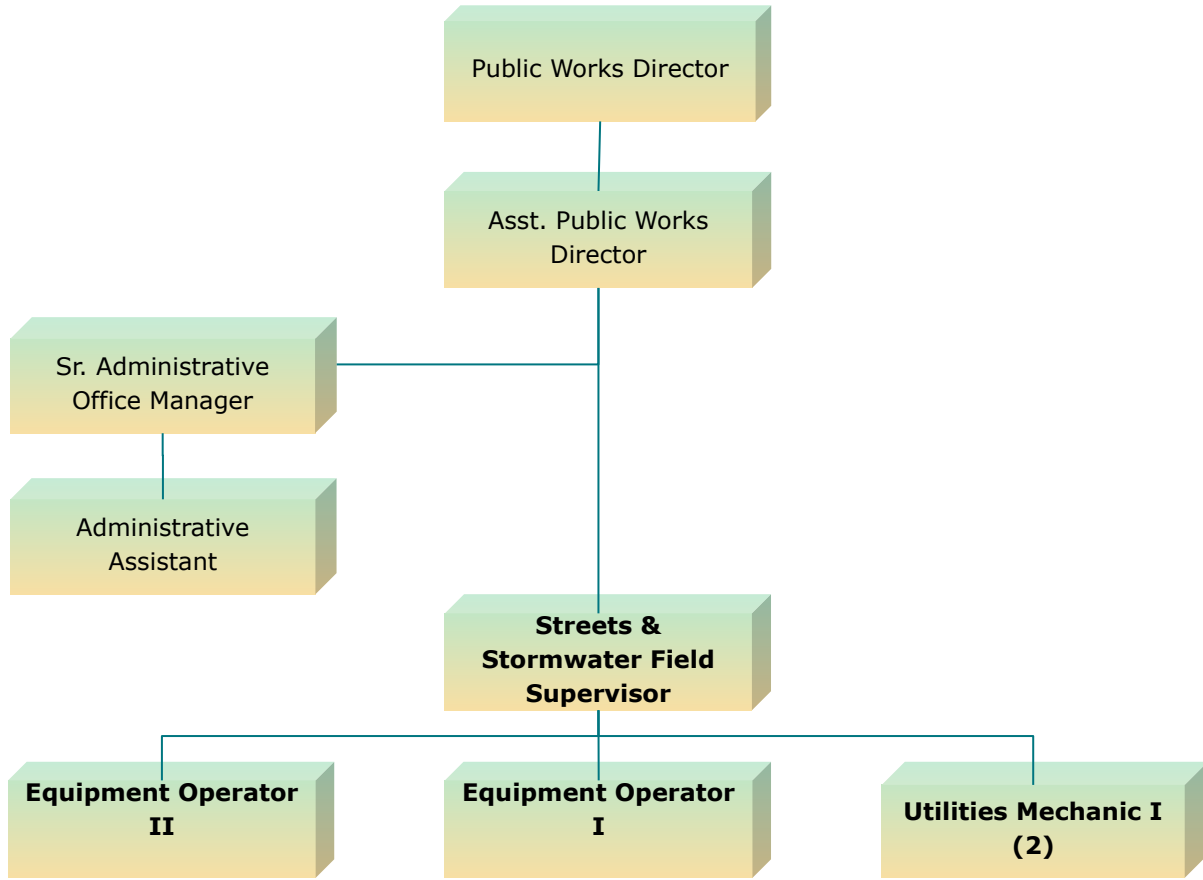 Public Works Director
Asst. Public Works
Director
Sr. Administrative
Office Manager
Administrative
Assistant
Streets &
Stormwater Field
Supervisor
Equipment Operator
II
Equipment Operator
I
Utilities Mechanic I
(2)